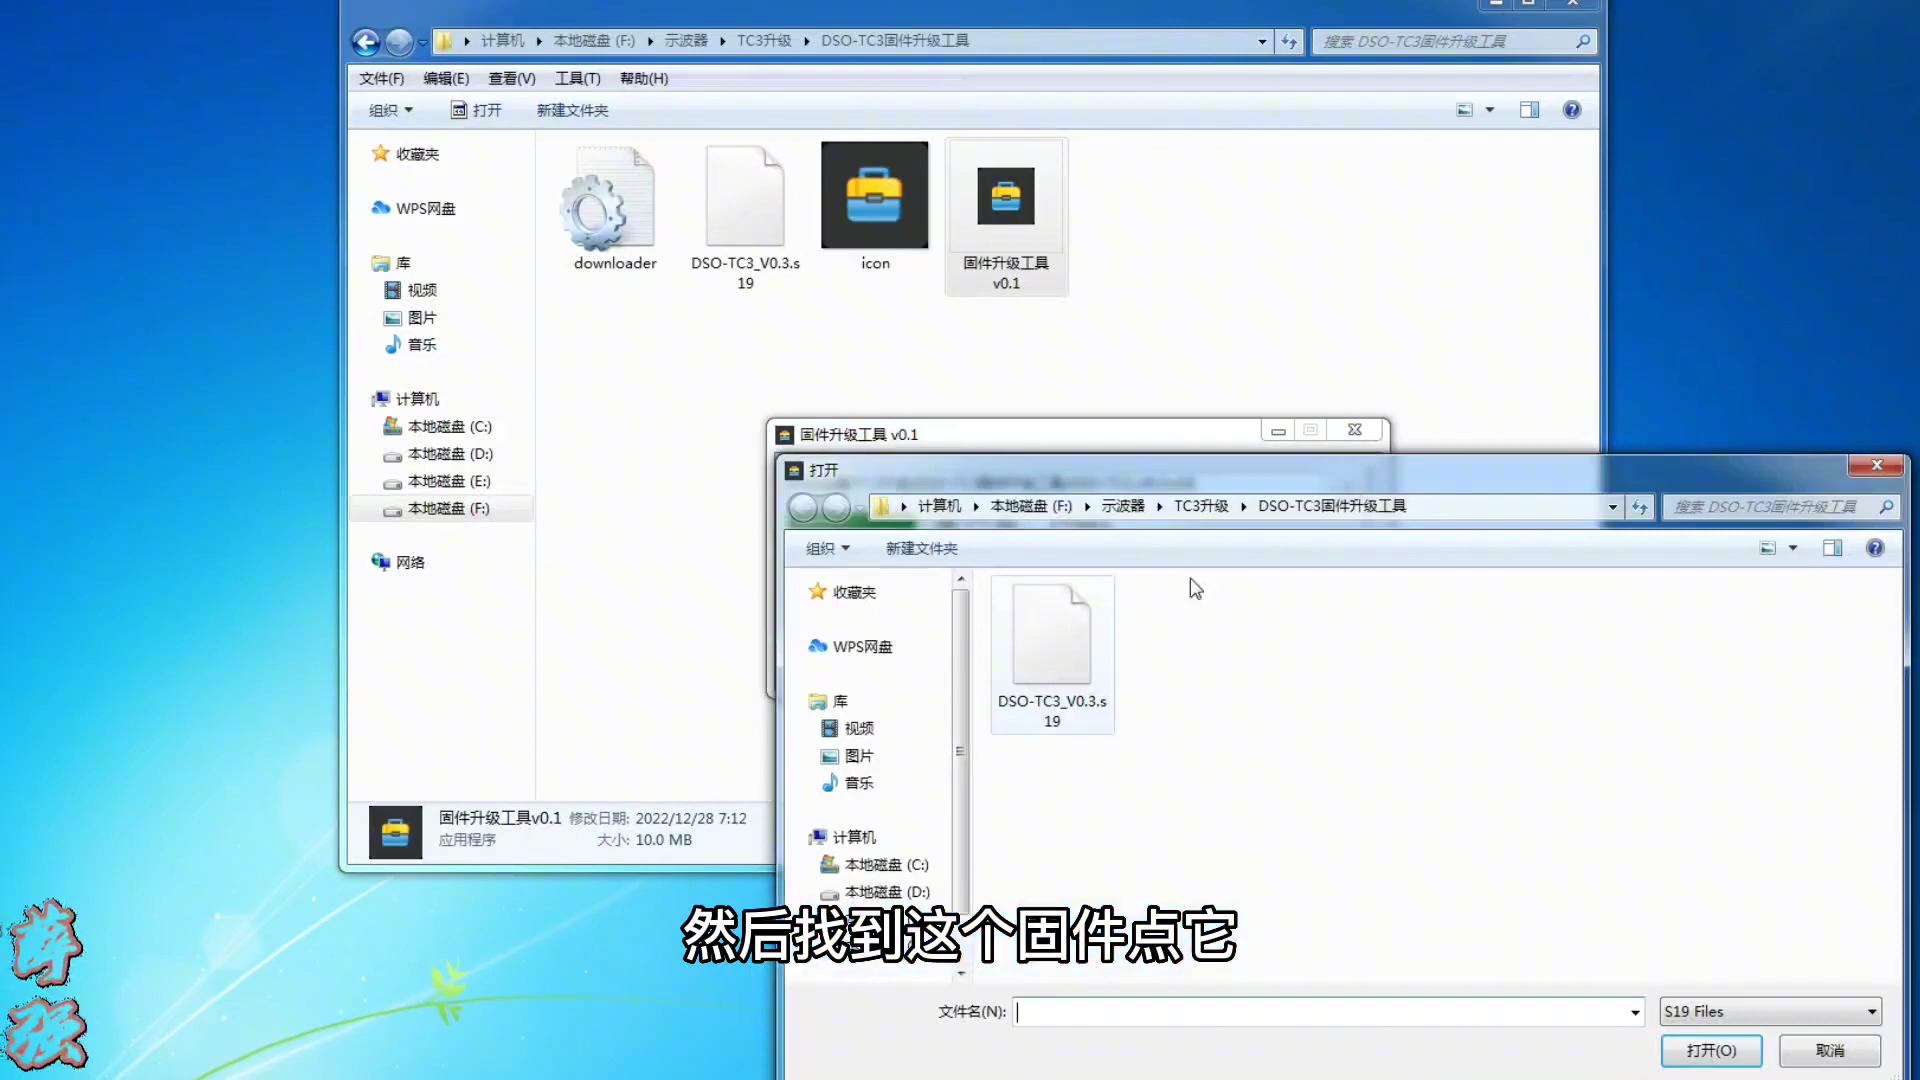 计算机 本地磁盘 (F:) 示波器 TC3升级 DSO-TC3固件升级工具
搜索 DSO-TC3固件升级工具
文件(F) 编辑(E) 查看(V) 工具(T) 帮助(H)
组织 打开 新建文件夹
收藏夹
WPS网盘
库
视频
图片
音乐
计算机
本地磁盘 (C:)
本地磁盘 (D:)
本地磁盘 (E:)
本地磁盘 (F:)
网络
downloader
DSO-TC3_V0.3.s
19
icon
固件升级工具
v0.1
固件升级工具v0.1 修改日期: 2022/12/28 7:12
应用程序 大小: 10.0 MB
固件升级工具 v0.1
打开
计算机 本地磁盘 (F:) 示波器 TC3升级 DSO-TC3固件升级工具
搜索 DSO-TC3固件升级工具
组织 新建文件夹
收藏夹
WPS网盘
库
视频
图片
音乐
计算机
本地磁盘 (C:)
本地磁盘 (D:)
DSO-TC3_V0.3.s
19
然后找到这个固件点它
文件名(N):
S19 Files
打开(O) 取消